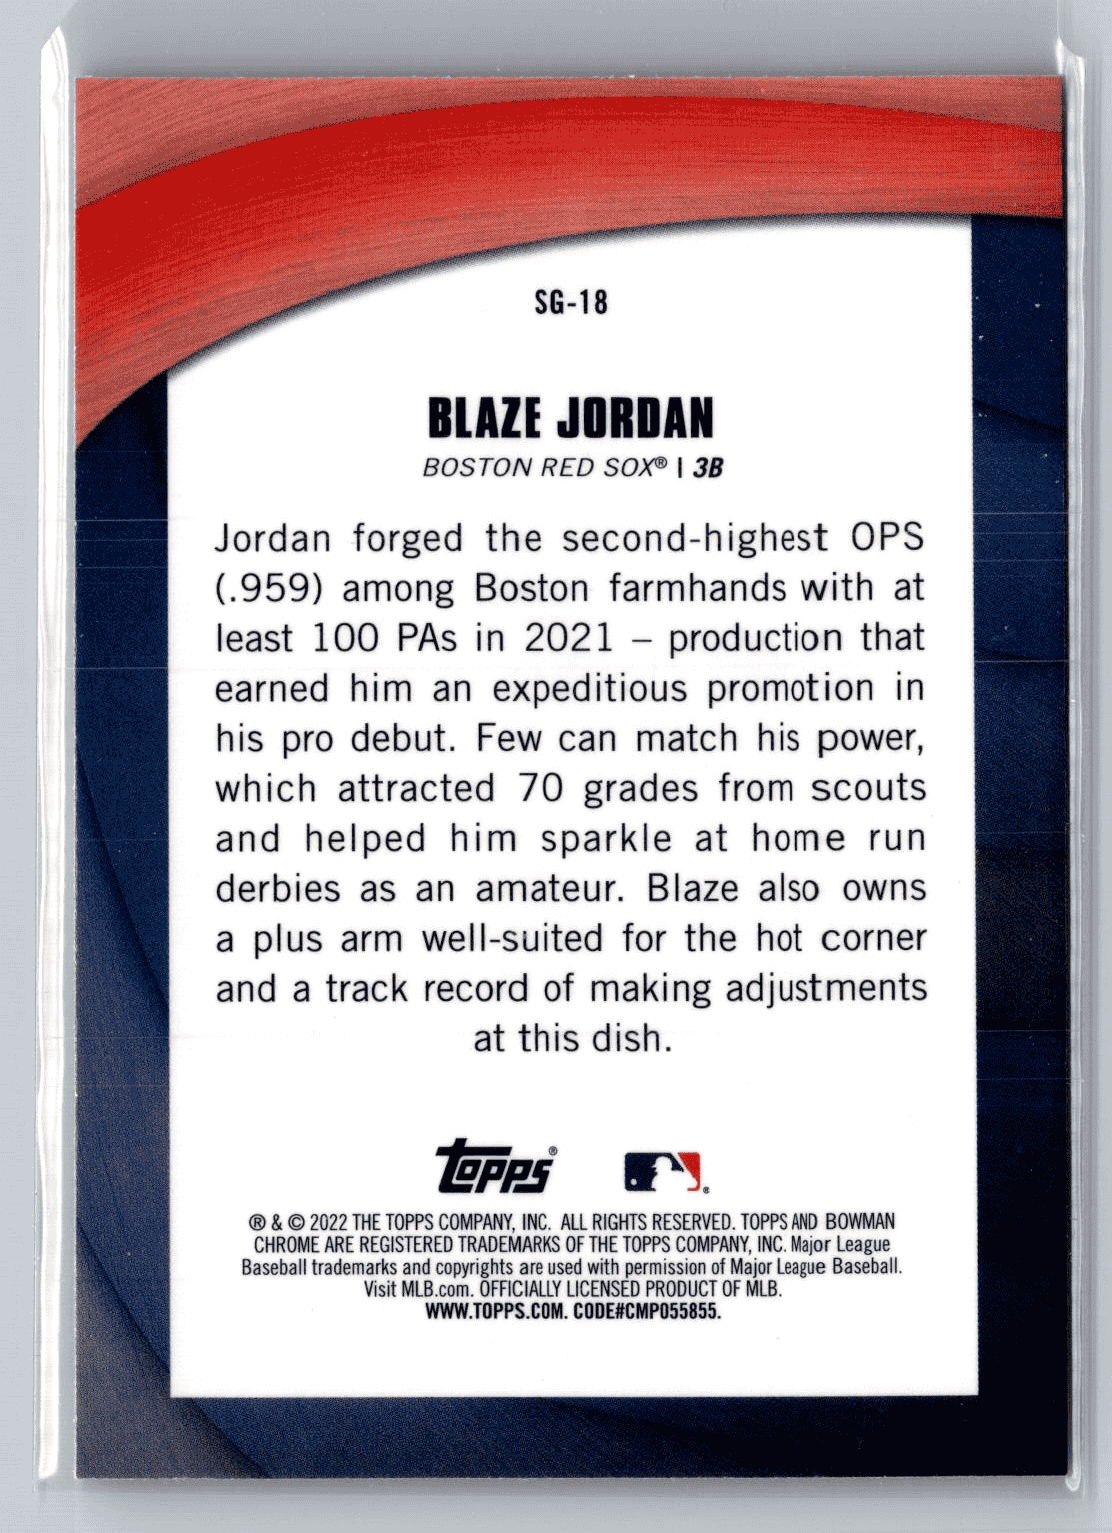 SG-18
BLAZE JORDAN
BOSTON RED SOX® | 3B
Jordan forged the second-highest OPS
(.959) among Boston farmhands with at
least 100 PAs in 2021 – production that
earned him an expeditious promotion in
his pro debut. Few can match his power,
which attracted 70 grades from scouts
and helped him sparkle at home run
derbies as an amateur. Blaze also owns
a plus arm well-suited for the hot corner
and a track record of making adjustments
at this dish.
TOPPS®
®
® & © 2022 THE TOPPS COMPANY, INC. ALL RIGHTS RESERVED. TOPPS AND BOWMAN
CHROME ARE REGISTERED TRADEMARKS OF THE TOPPS COMPANY, INC. Major League
Baseball trademarks and copyrights are used with permission of Major League Baseball.
Visit MLB.com. OFFICIALLY LICENSED PRODUCT OF MLB.
WWW.TOPPS.COM. CODE#CMP055855.